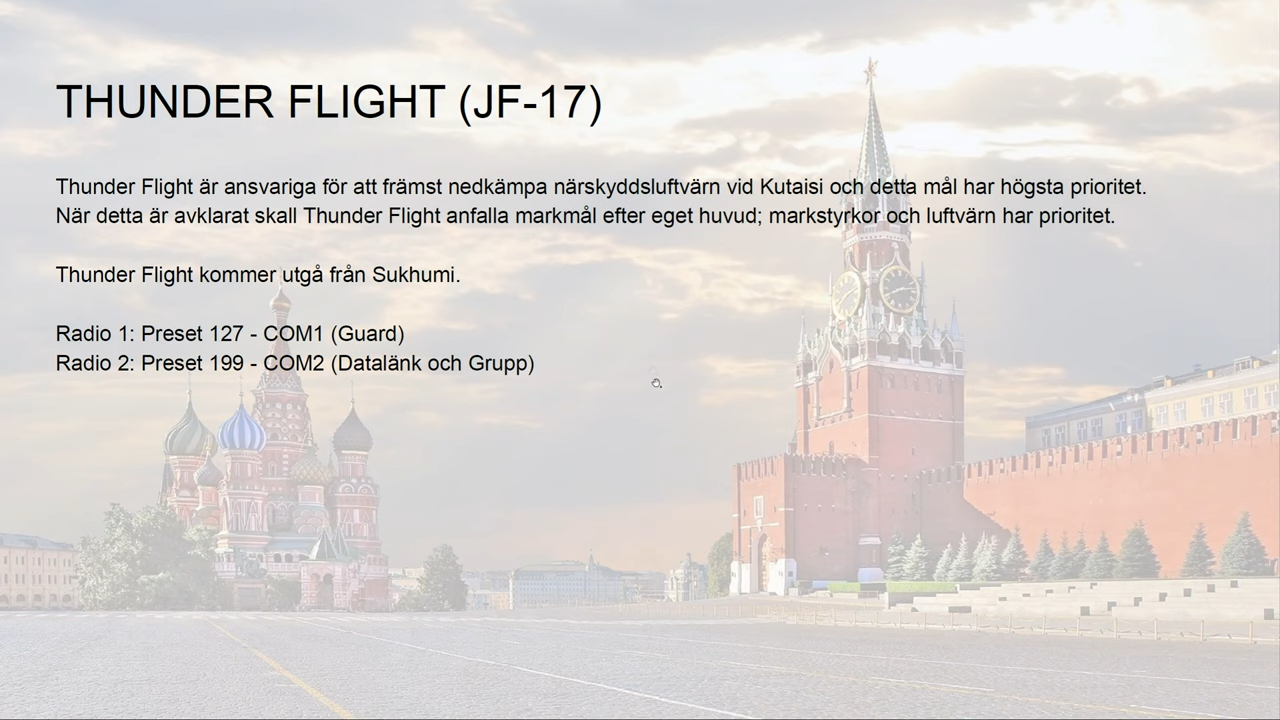 THUNDER FLIGHT (JF-17)
Thunder Flight är ansvariga för att främst nedkämpa närskyddsluftvärn vid Kutaisi och detta mål har högsta prioritet.
När detta är avklarat skall Thunder Flight anfalla markmål efter eget huvud; markstyrkor och luftvärn har prioritet.
Thunder Flight kommer utgå från Sukhumi.
Radio 1: Preset 127 - COM1 (Guard)
Radio 2: Preset 199 - COM2 (Datalänk och Grupp)